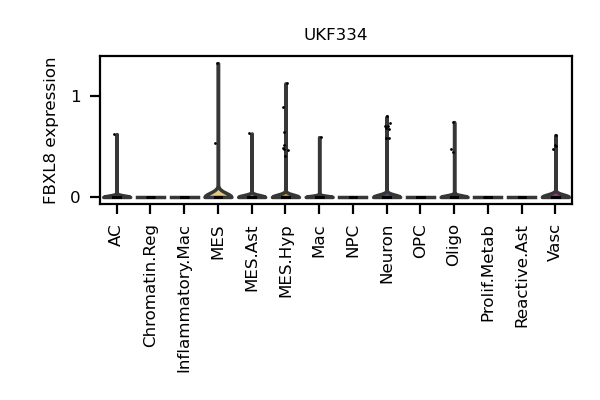 UKF334
FBXL8 expression
1
0
AC
Chromatin.Reg
Inflammatory.Mac
MES
MES.Ast
MES.Hyp
Mac
NPC
Neuron
OPC
Oligo
Prolif.Metab
Reactive.Ast
Vasc